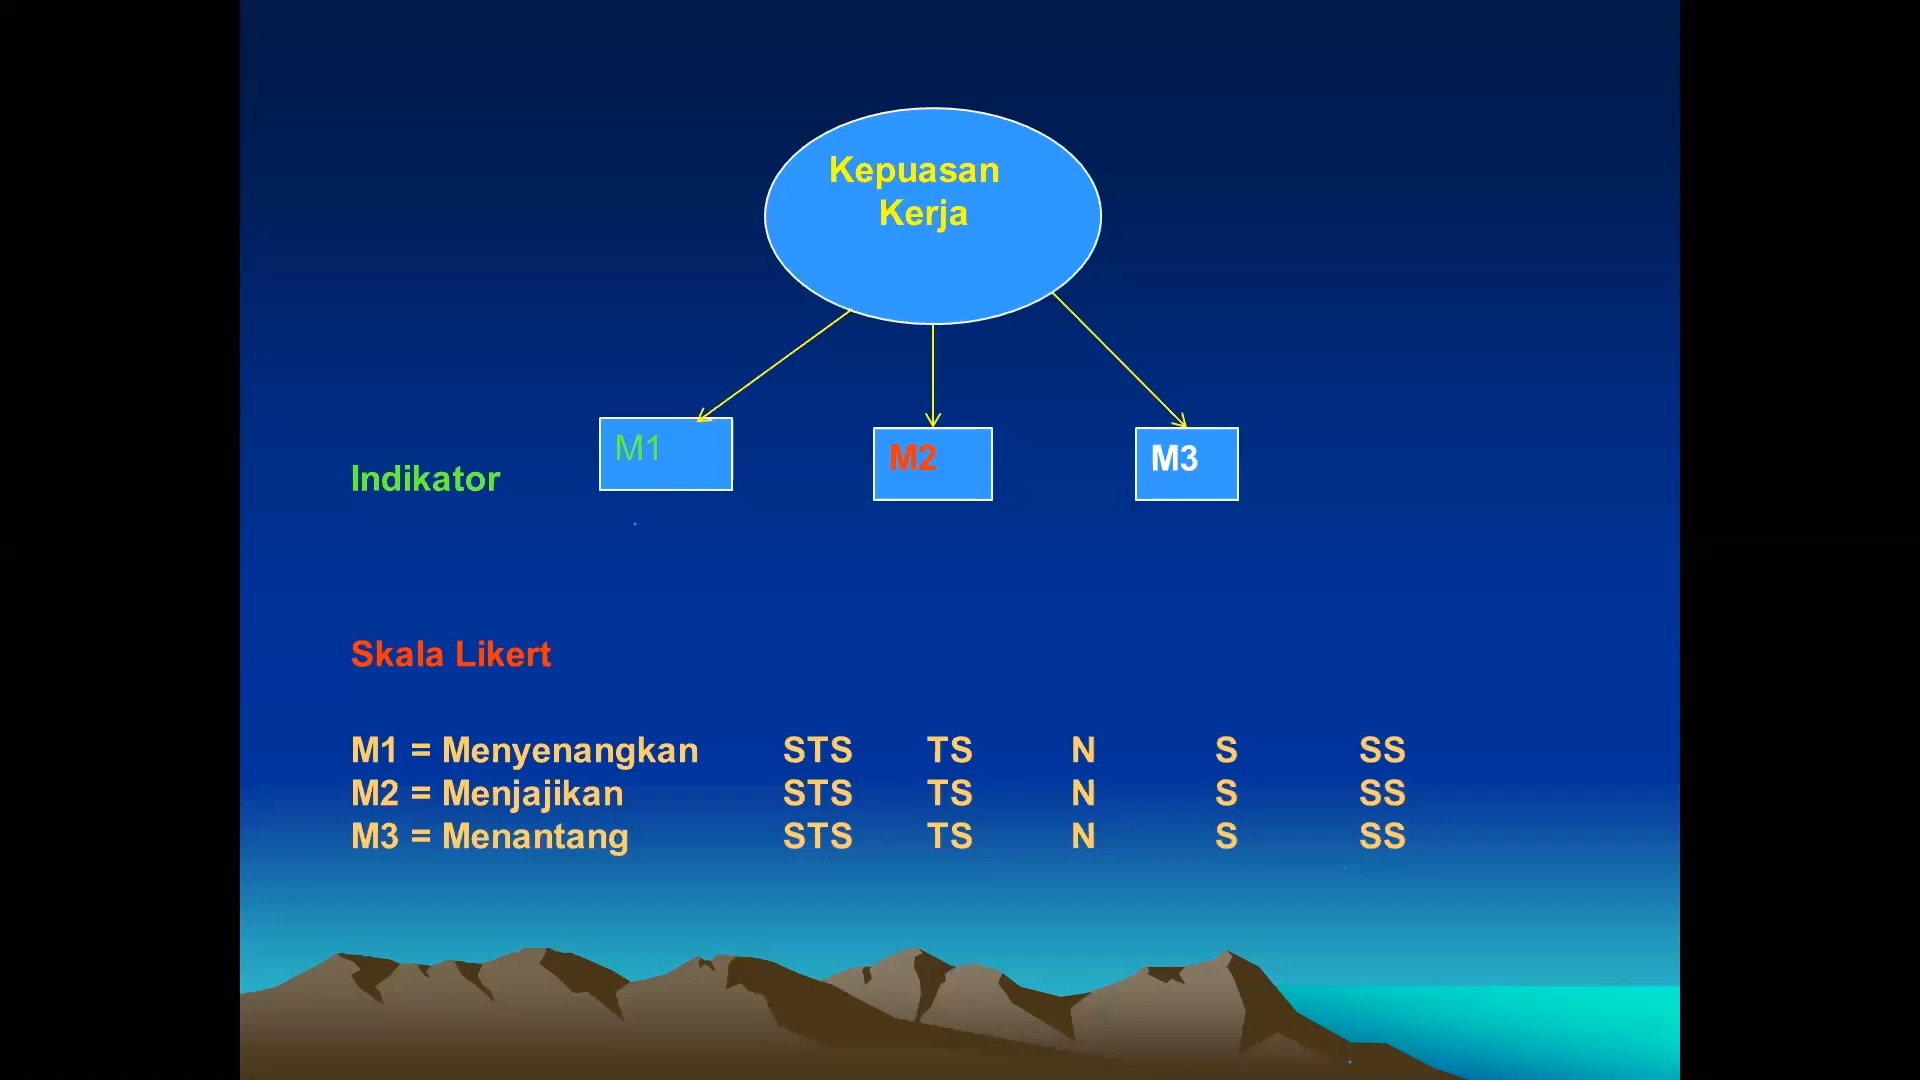 Kepuasan
Kerja
M1
M2
M3
Indikator
Skala Likert
M1 = Menyenangkan STS TS N S SS
M2 = Menjajikan STS TS N S SS
M3 = Menantang STS TS N S SS